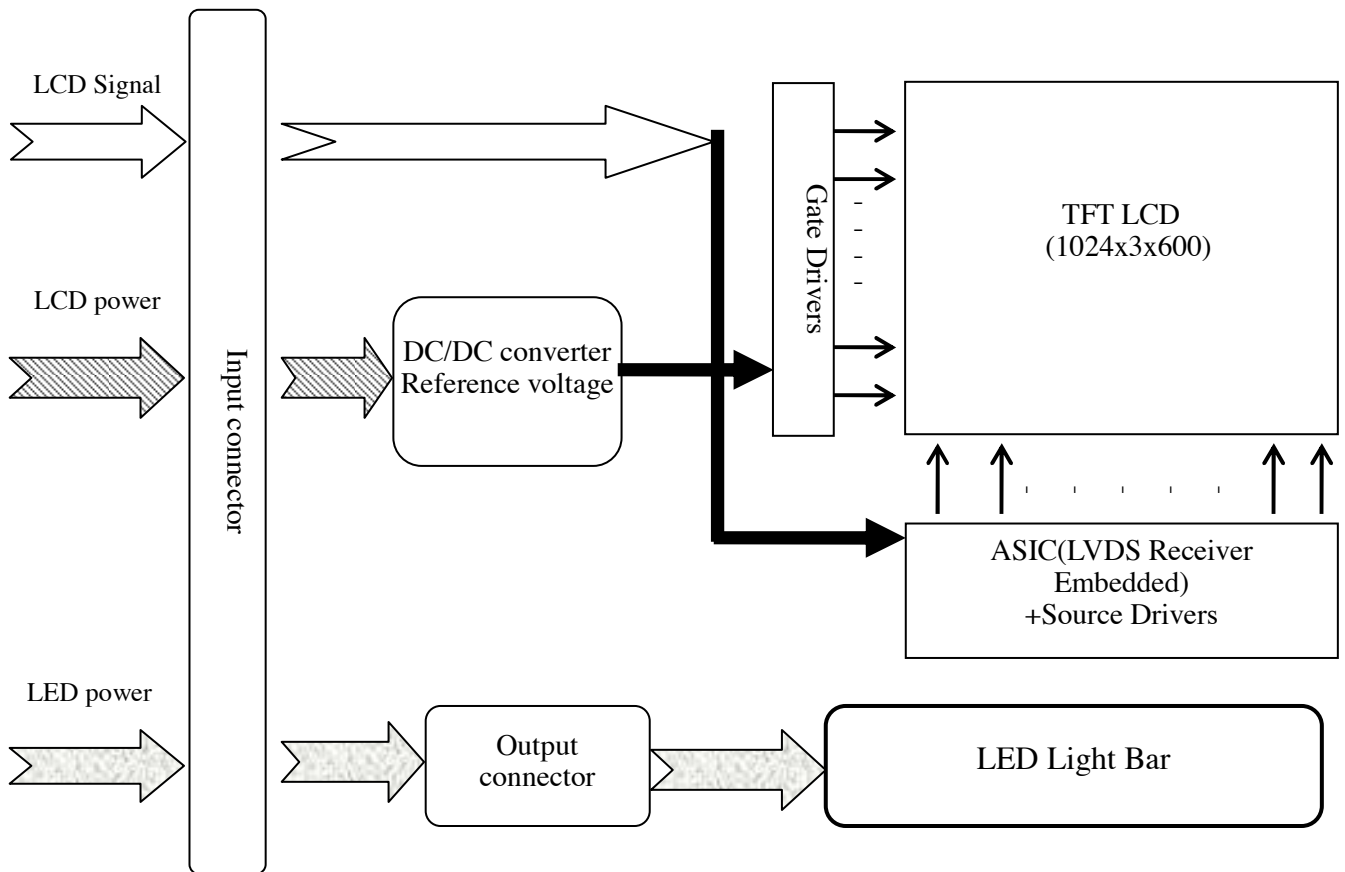 LCD Signal
LCD power
LED power
Input connector
DC/DC converter
Reference voltage
Gate Drivers
TFT LCD
(1024x3x600)
ASIC(LVDS Receiver
Embedded)
+Source Drivers
Output
connector
LED Light Bar